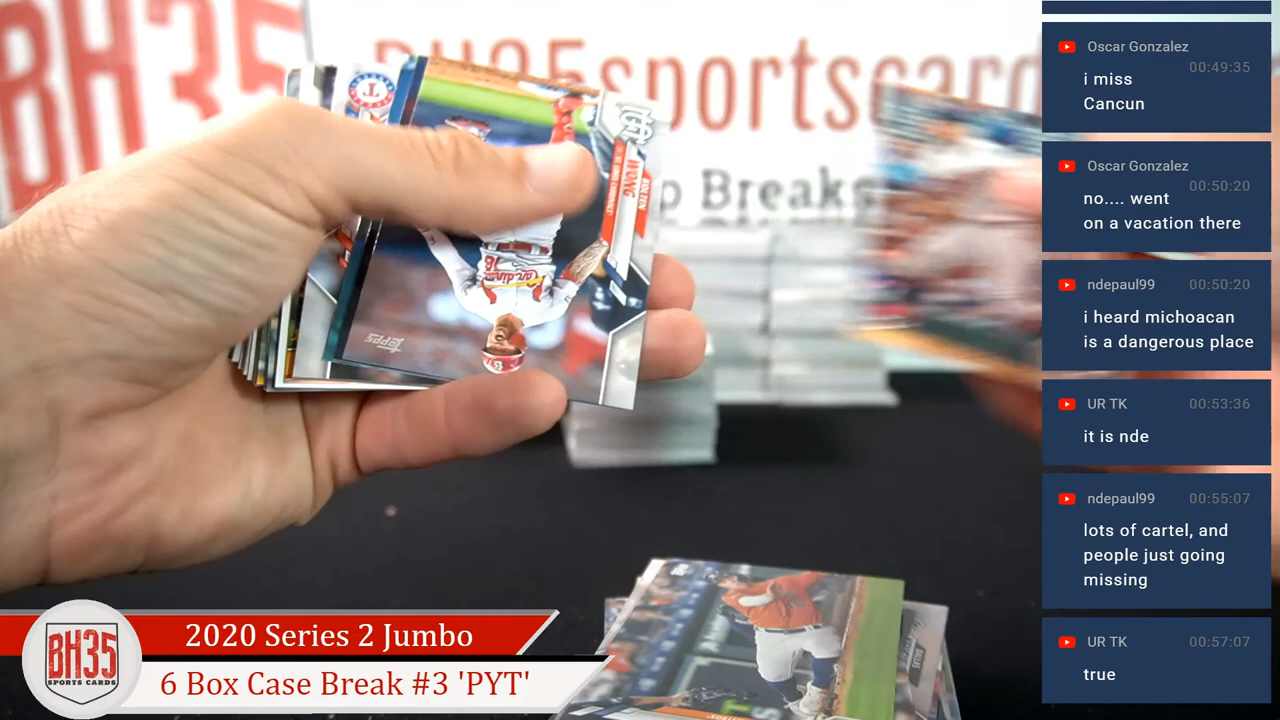 BH35
BH35sportscard
p Breaks
KOLTEN
WONG
Cardinals
topps
Oscar Gonzalez
00:49:35
i miss
Cancun
Oscar Gonzalez
00:50:20
no.... went
on a vacation there
ndepaul99
00:50:20
i heard michoacan
is a dangerous place
UR TK
00:53:36
it is nde
ndepaul99
00:55:07
lots of cartel, and
people just going
missing
UR TK
00:57:07
true
BH35
SPORTS CARDS
2020 Series 2 Jumbo
6 Box Case Break #3 'PYT'